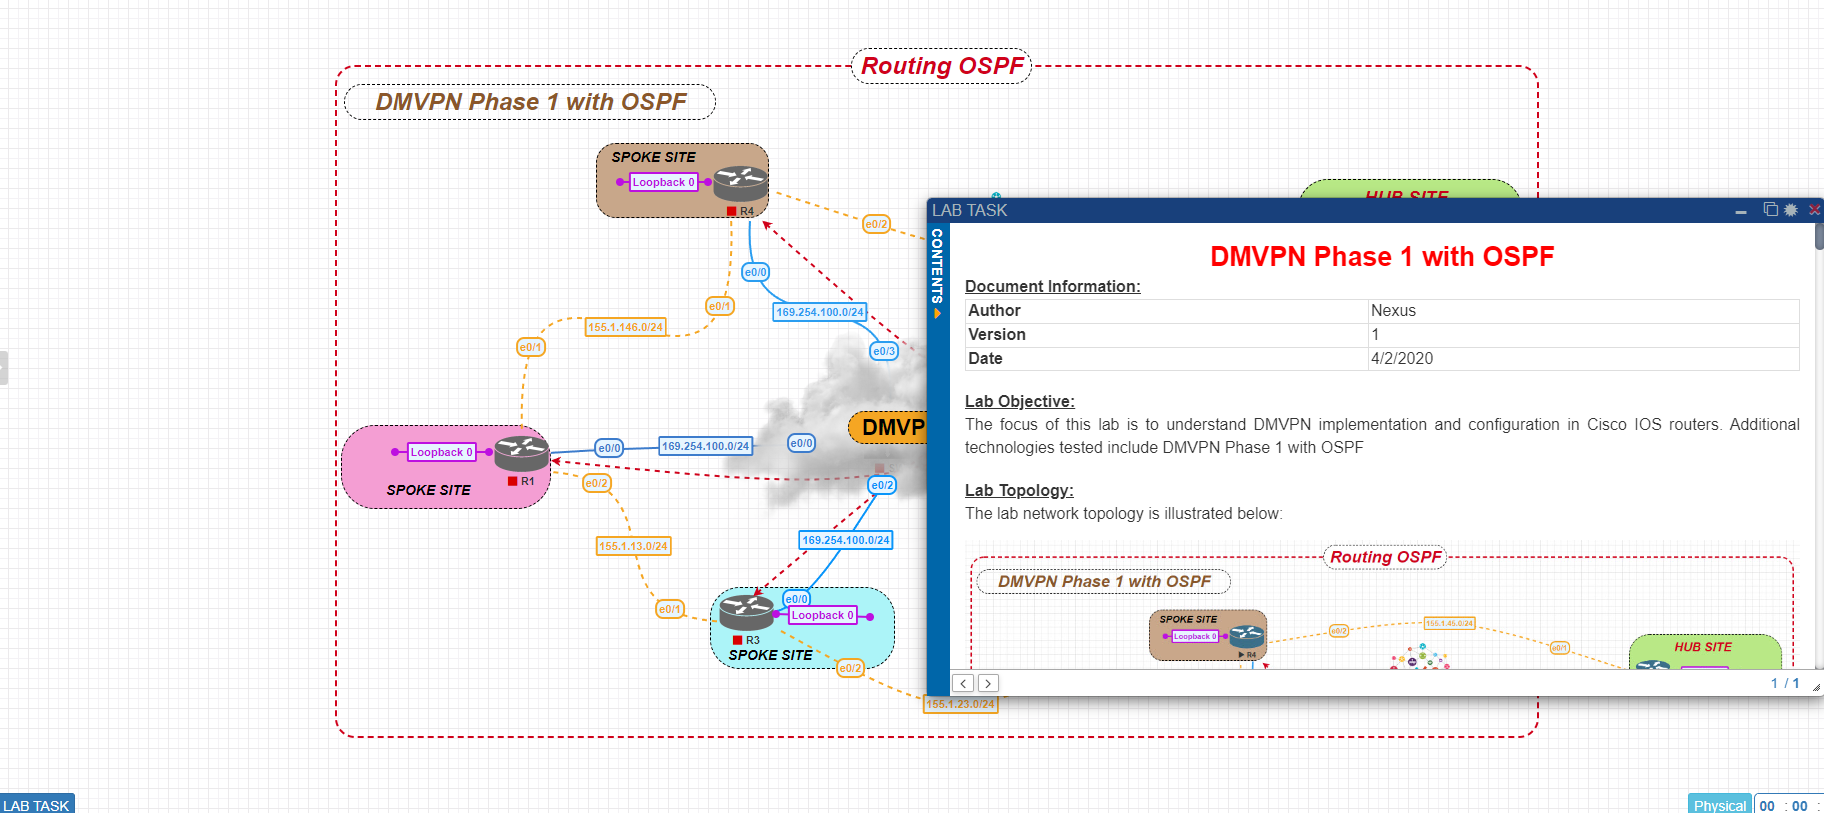 Routing OSPF
DMVPN Phase 1 with OSPF
SPOKE SITE
Loopback 0
R4
e0/2
e0/0
e0/1
169.254.100.0/24
155.1.146.0/24
e0/1
e0/3
HUB SITE
DMVP
Loopback 0
e0/0
169.254.100.0/24
e0/0
R1
SPOKE SITE
e0/2
e0/2
169.254.100.0/24
155.1.13.0/24
e0/0
e0/1
Loopback 0
R3
SPOKE SITE
e0/2
155.1.23.0/24
LAB TASK
CONTENTS
DMVPN Phase 1 with OSPF
Document Information:
Author Nexus
Version 1
Date 4/2/2020
Lab Objective:
The focus of this lab is to understand DMVPN implementation and configuration in Cisco IOS routers. Additional
technologies tested include DMVPN Phase 1 with OSPF
Lab Topology:
The lab network topology is illustrated below:
Routing OSPF
DMVPN Phase 1 with OSPF
SPOKE SITE
Loopback 0
R4
e0/2
155.1.45.0/24
e0/1
HUB SITE
< >
1 / 1
LAB TASK
Physical
00 : 00 :